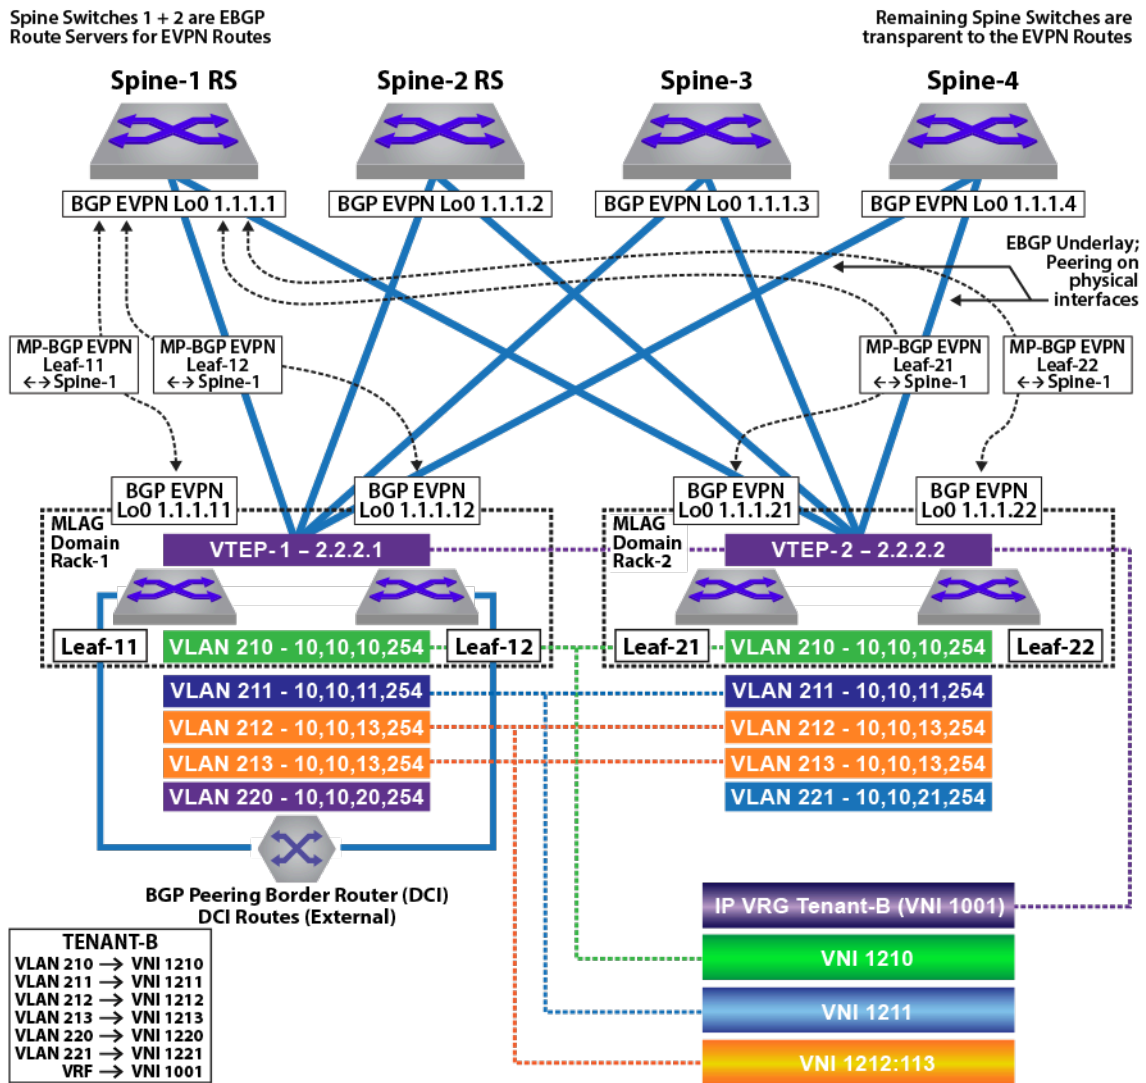 Spine Switches 1 + 2 are EBGP
Route Servers for EVPN Routes
Remaining Spine Switches are
transparent to the EVPN Routes
Spine-1 RS
Spine-2 RS
Spine-3
Spine-4
BGP EVPN Lo0 1.1.1.1
BGP EVPN Lo0 1.1.1.2
BGP EVPN Lo0 1.1.1.3
BGP EVPN Lo0 1.1.1.4
EBGP Underlay;
Peering on
physical
interfaces
MP-BGP EVPN
Leaf-11
←→Spine-1
MP-BGP EVPN
Leaf-12
←→Spine-1
MP-BGP EVPN
Leaf-21
←→Spine-1
MP-BGP EVPN
Leaf-22
←→Spine-1
BGP EVPN
Lo0 1.1.1.11
BGP EVPN
Lo0 1.1.1.12
BGP EVPN
Lo0 1.1.1.21
BGP EVPN
Lo0 1.1.1.22
MLAG
Domain
Rack-1
VTEP-1 – 2.2.2.1
MLAG
Domain
Rack-2
VTEP-2 – 2.2.2.2
Leaf-11
VLAN 210 - 10,10,10,254
Leaf-12
Leaf-21
VLAN 210 - 10,10,10,254
Leaf-22
VLAN 211 - 10,10,11,254
VLAN 211 - 10,10,11,254
VLAN 212 - 10,10,13,254
VLAN 212 - 10,10,13,254
VLAN 213 - 10,10,13,254
VLAN 213 - 10,10,13,254
VLAN 220 - 10,10,20,254
VLAN 221 - 10,10,21,254
BGP Peering Border Router (DCI)
DCI Routes (External)
IP VRG Tenant-B (VNI 1001)
VNI 1210
VNI 1211
VNI 1212:113
TENANT-B
VLAN 210 → VNI 1210
VLAN 211 → VNI 1211
VLAN 212 → VNI 1212
VLAN 213 → VNI 1213
VLAN 220 → VNI 1220
VLAN 221 → VNI 1221
VRF → VNI 1001